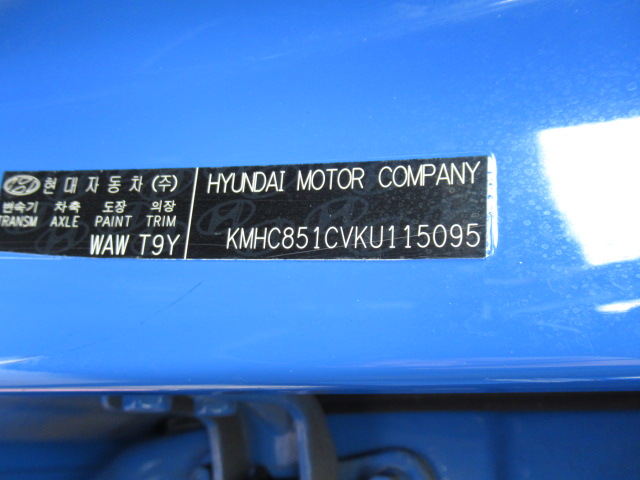 현대자동차(주)
변속기 차축 도장 의장
TRANSM AXLE PAINT TRIM
WAW T9Y
HYUNDAI MOTOR COMPANY
KMHC851CVKU115095